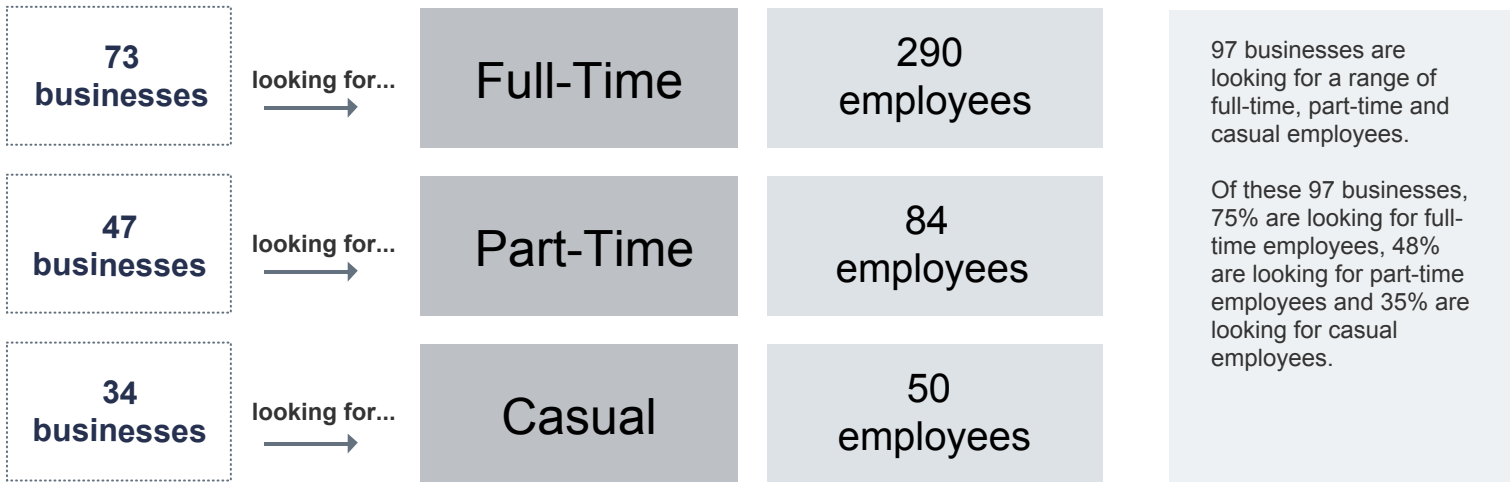 73
businesses
looking for...
Full-Time
290
employees
47
businesses
looking for...
Part-Time
84
employees
34
businesses
looking for...
Casual
50
employees
97 businesses are
looking for a range of
full-time, part-time and
casual employees.
Of these 97 businesses,
75% are looking for full-
time employees, 48%
are looking for part-time
employees and 35% are
looking for casual
employees.